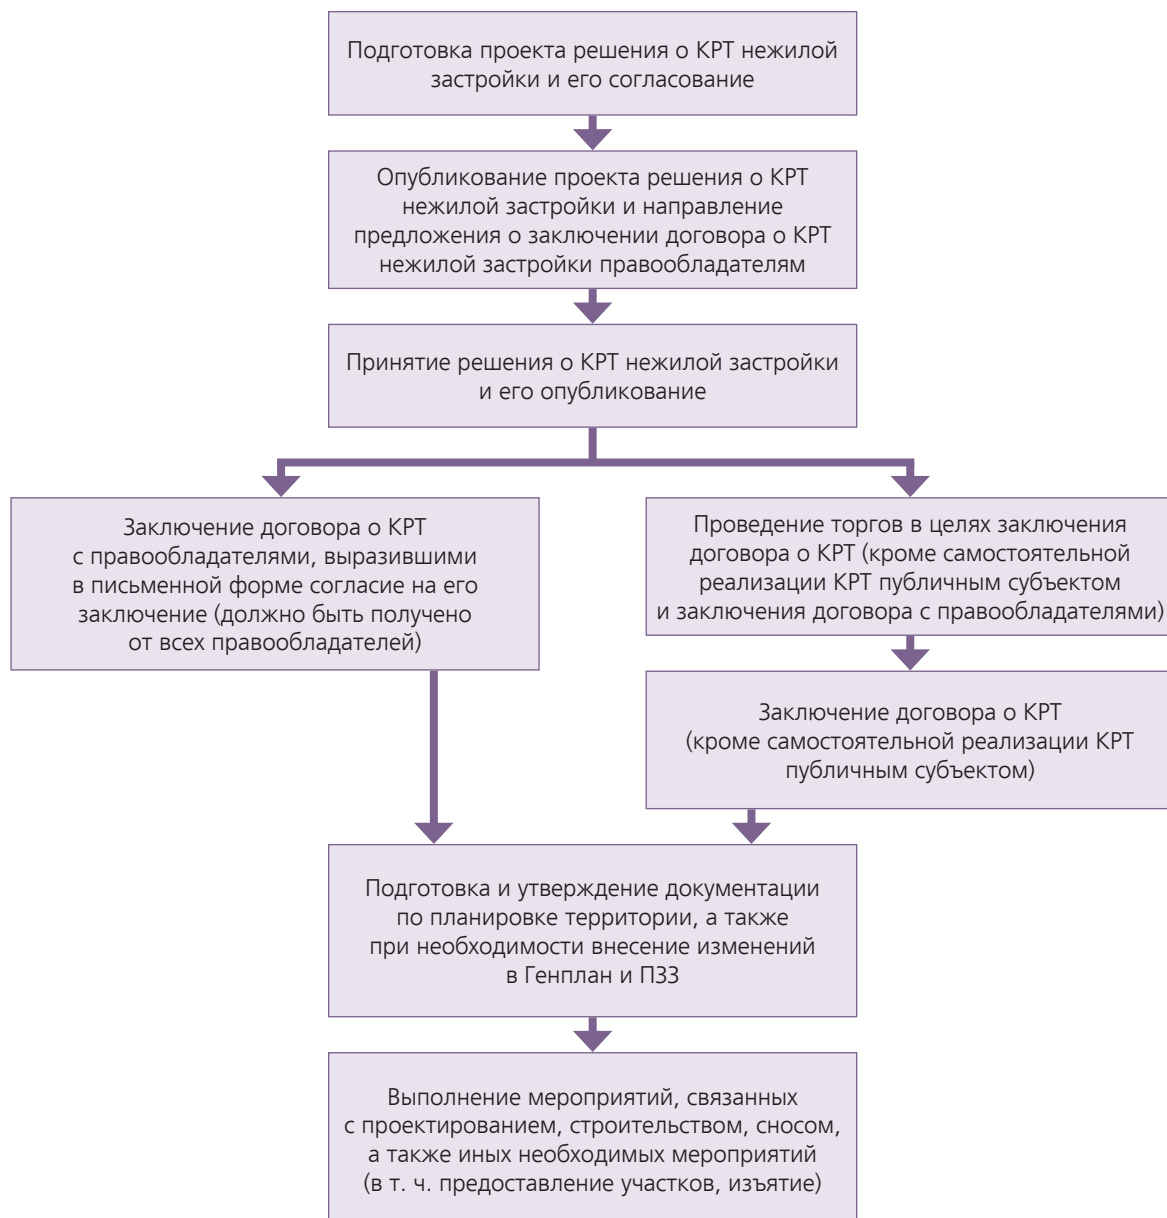 Подготовка проекта решения о КРТ нежилой
застройки и его согласование
Опубликование проекта решения о КРТ
нежилой застройки и направление
предложения о заключении договора о КРТ
нежилой застройки правообладателям
Принятие решения о КРТ нежилой застройки
и его опубликование
Заключение договора о КРТ
с правообладателями, выразившими
в письменной форме согласие на его
заключение (должно быть получено
от всех правообладателей)
Проведение торгов в целях заключения
договора о КРТ (кроме самостоятельной
реализации КРТ публичным субъектом
и заключения договора с правообладателями)
Заключение договора о КРТ
(кроме самостоятельной реализации КРТ
публичным субъектом)
Подготовка и утверждение документации
по планировке территории, а также
при необходимости внесение изменений
в Генплан и ПЗЗ
Выполнение мероприятий, связанных
с проектированием, строительством, сносом,
а также иных необходимых мероприятий
(в т. ч. предоставление участков, изъятие)